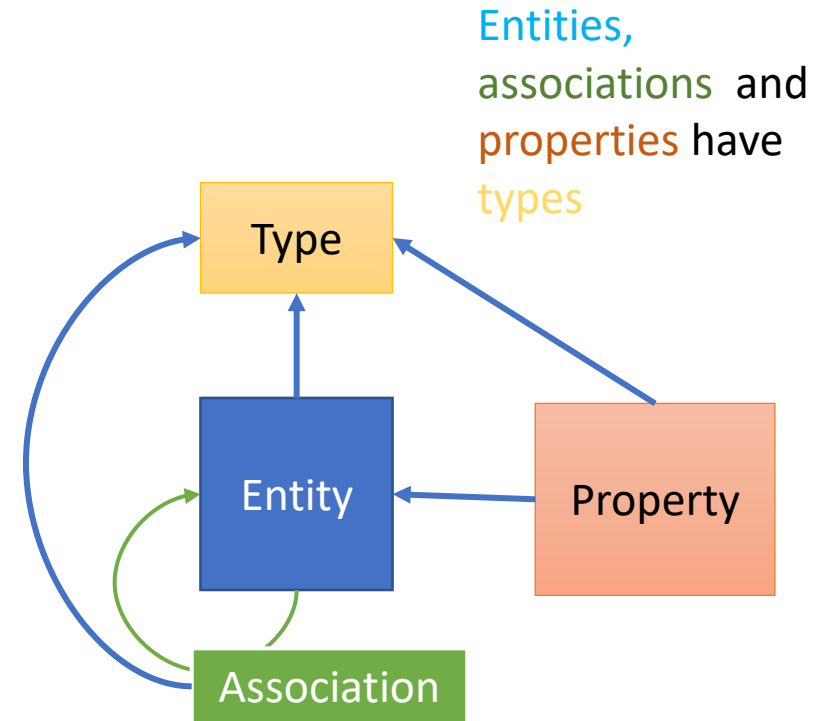 Entities,
associations and
properties have
types
Type
Entity
Property
Association